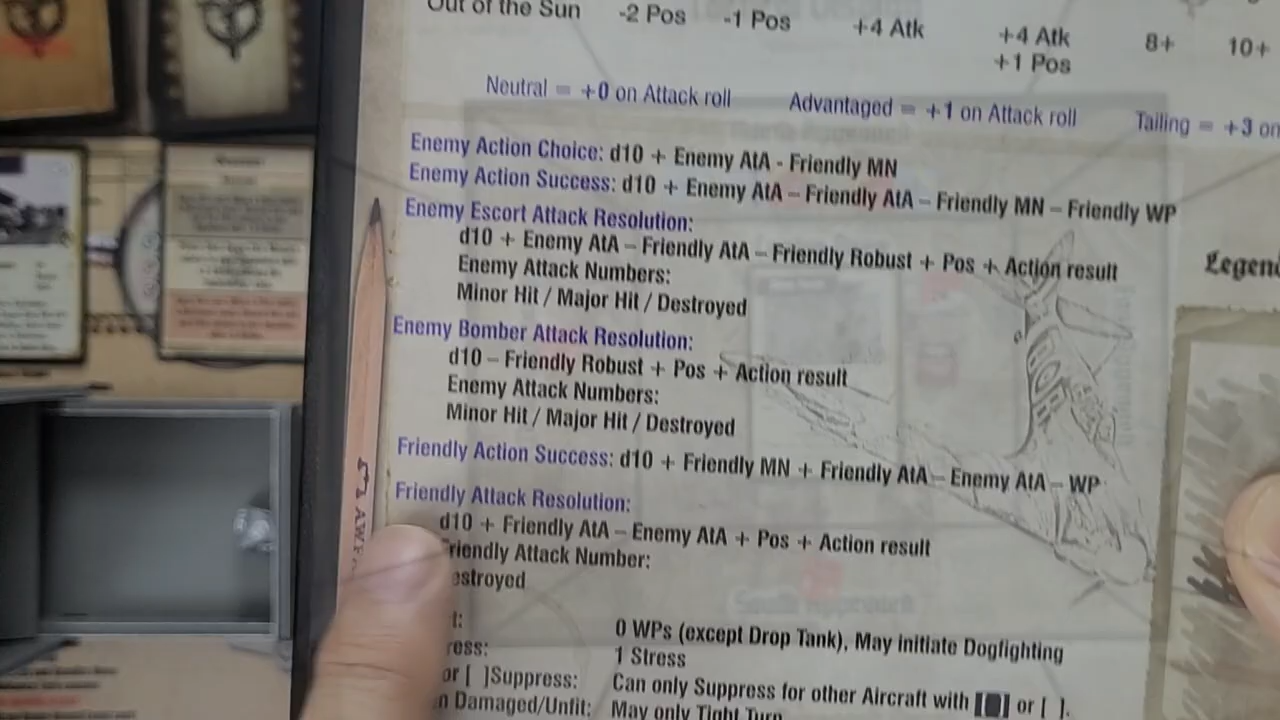 Out of the Sun -2 Pos -1 Pos +4 Atk +4 Atk 8+ 10+
+1 Pos
Neutral = +0 on Attack roll Advantaged = +1 on Attack roll Tailing = +3 on
Enemy Action Choice: d10 + Enemy AtA - Friendly MN
Enemy Action Success: d10 + Enemy AtA – Friendly AtA – Friendly MN – Friendly WP
Enemy Escort Attack Resolution:
d10 + Enemy AtA – Friendly AtA – Friendly Robust + Pos + Action result
Enemy Attack Numbers:
Minor Hit / Major Hit / Destroyed
Legen
Enemy Bomber Attack Resolution:
d10 – Friendly Robust + Pos + Action result
Enemy Attack Numbers:
Minor Hit / Major Hit / Destroyed
Friendly Action Success: d10 + Friendly MN + Friendly AtA – Enemy AtA – WP
Friendly Attack Resolution:
d10 + Friendly AtA – Enemy AtA + Pos + Action result
riendly Attack Number:
estroyed
t: 0 WPs (except Drop Tank), May initiate Dogfighting
ress: 1 Stress
or [ ]Suppress: Can only Suppress for other Aircraft with [ ] or [ ].
n Damaged/Unfit: May only Tight Turn